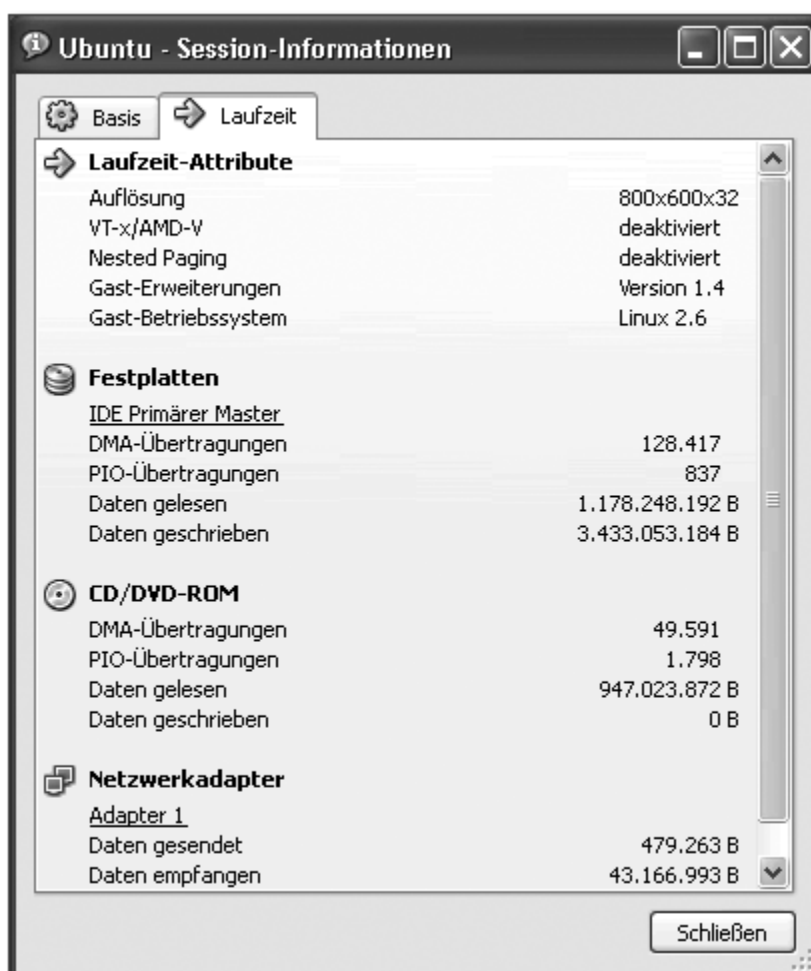 Ubuntu - Session-Informationen
Basis Laufzeit
Laufzeit-Attribute
Auflösung 800x600x32
VT-x/AMD-V deaktiviert
Nested Paging deaktiviert
Gast-Erweiterungen Version 1.4
Gast-Betriebssystem Linux 2.6
Festplatten
IDE Primärer Master
DMA-Übertragungen 128.417
PIO-Übertragungen 837
Daten gelesen 1.178.248.192 B
Daten geschrieben 3.433.053.184 B
CD/DVD-ROM
DMA-Übertragungen 49.591
PIO-Übertragungen 1.798
Daten gelesen 947.023.872 B
Daten geschrieben 0 B
Netzwerkadapter
Adapter 1
Daten gesendet 479.263 B
Daten empfangen 43.166.993 B
Schließen